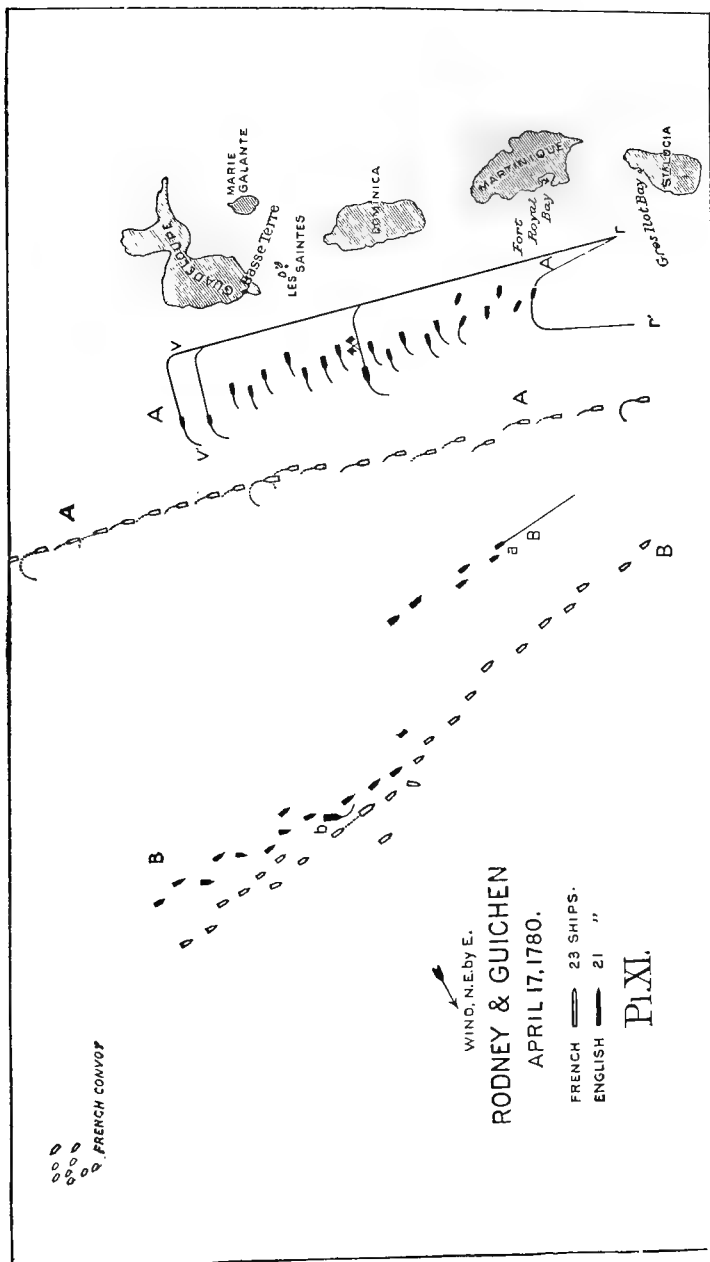 GUADELOUPE
MARIE
GALANTE
Basse Terre
LES SAINTES
DOMINICA
MARTINIQUE
Fort
Royal
Bay
Gros Ilot Bay
ST. LUCIA
V
V'
A
A
A
A
r
r'
a
B
B
B
b
FRENCH CONVOY
WIND, N.E. by E.
RODNEY & GUICHEN
APRIL 17, 1780.
FRENCH 23 SHIPS.
ENGLISH 21 "
Pl. XI.